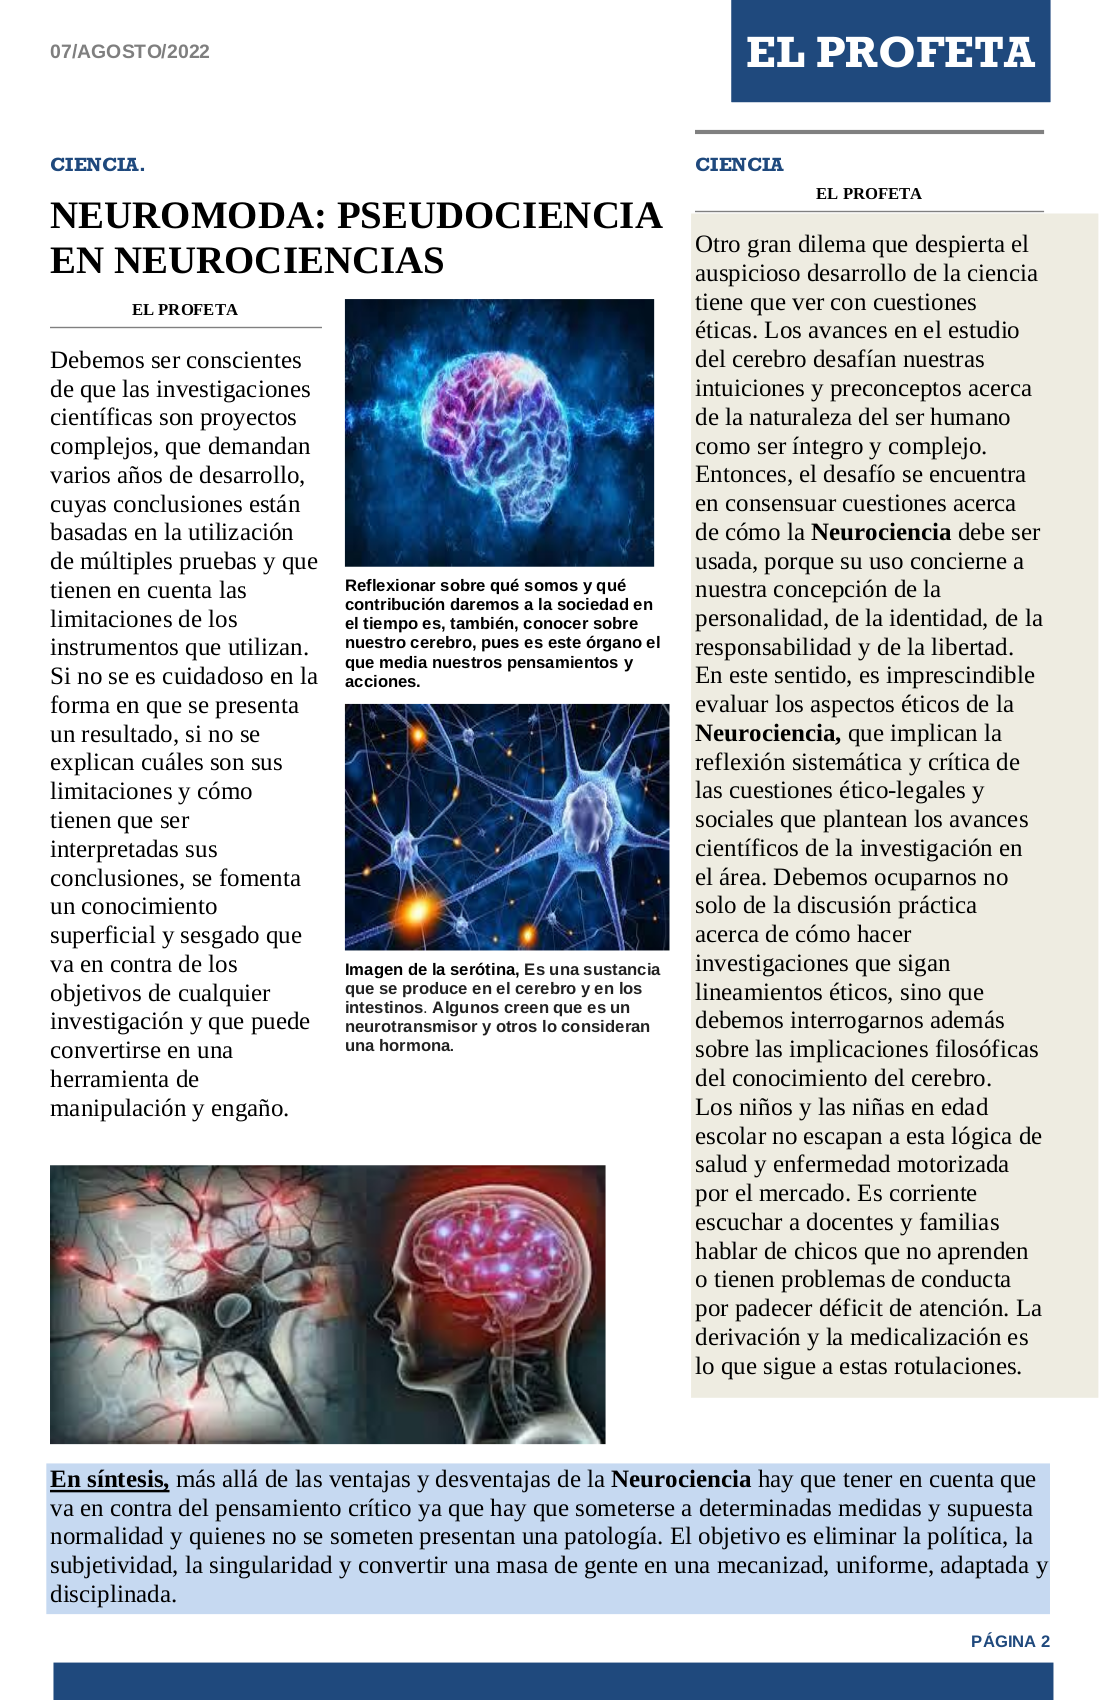 07/AGOSTO/2022
EL PROFETA
CIENCIA.
NEUROMODA: PSEUDOCIENCIA
EN NEUROCIENCIAS
EL PROFETA
Debemos ser conscientes
de que las investigaciones
científicas son proyectos
complejos, que demandan
varios años de desarrollo,
cuyas conclusiones están
basadas en la utilización
de múltiples pruebas y que
tienen en cuenta las
limitaciones de los
instrumentos que utilizan.
Si no se es cuidadoso en la
forma en que se presenta
un resultado, si no se
explican cuáles son sus
limitaciones y cómo
tienen que ser
interpretadas sus
conclusiones, se fomenta
un conocimiento
superficial y sesgado que
va en contra de los
objetivos de cualquier
investigación y que puede
convertirse en una
herramienta de
manipulación y engaño.
Reflexionar sobre qué somos y qué
contribución daremos a la sociedad en
el tiempo es, también, conocer sobre
nuestro cerebro, pues es este órgano el
que media nuestros pensamientos y
acciones.
Imagen de la serótina, Es una sustancia
que se produce en el cerebro y en los
intestinos. Algunos creen que es un
neurotransmisor y otros lo consideran
una hormona.
CIENCIA
EL PROFETA
Otro gran dilema que despierta el
auspicioso desarrollo de la ciencia
tiene que ver con cuestiones
éticas. Los avances en el estudio
del cerebro desafían nuestras
intuiciones y preconceptos acerca
de la naturaleza del ser humano
como ser íntegro y complejo.
Entonces, el desafío se encuentra
en consensuar cuestiones acerca
de cómo la Neurociencia debe ser
usada, porque su uso concierne a
nuestra concepción de la
personalidad, de la identidad, de la
responsabilidad y de la libertad.
En este sentido, es imprescindible
evaluar los aspectos éticos de la
Neurociencia, que implican la
reflexión sistemática y crítica de
las cuestiones ético-legales y
sociales que plantean los avances
científicos de la investigación en
el área. Debemos ocuparnos no
solo de la discusión práctica
acerca de cómo hacer
investigaciones que sigan
lineamientos éticos, sino que
debemos interrogarnos además
sobre las implicaciones filosóficas
del conocimiento del cerebro.
Los niños y las niñas en edad
escolar no escapan a esta lógica de
salud y enfermedad motorizada
por el mercado. Es corriente
escuchar a docentes y familias
hablar de chicos que no aprenden
o tienen problemas de conducta
por padecer déficit de atención. La
derivación y la medicalización es
lo que sigue a estas rotulaciones.
En síntesis, más allá de las ventajas y desventajas de la Neurociencia hay que tener en cuenta que
va en contra del pensamiento crítico ya que hay que someterse a determinadas medidas y supuesta
normalidad y quienes no se someten presentan una patología. El objetivo es eliminar la política, la
subjetividad, la singularidad y convertir una masa de gente en una mecanizad, uniforme, adaptada y
disciplinada.
PÁGINA 2